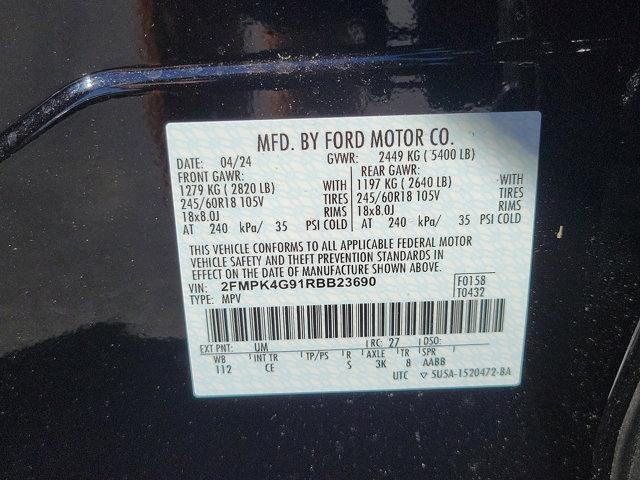 MFD. BY FORD MOTOR CO.
DATE: 04/24 GVWR: 2449 KG ( 5400 LB)
FRONT GAWR: REAR GAWR:
1279 KG ( 2820 LB) WITH 1197 KG ( 2640 LB) WITH
245/60R18 105V TIRES 245/60R18 105V TIRES
18x8.0J RIMS 18x8.0J RIMS
AT 240 kPa/ 35 PSI COLD AT 240 kPa/ 35 PSI COLD
THIS VEHICLE CONFORMS TO ALL APPLICABLE FEDERAL MOTOR
VEHICLE SAFETY AND THEFT PREVENTION STANDARDS IN
EFFECT ON THE DATE OF MANUFACTURE SHOWN ABOVE.
VIN: 2FMPK4G91RBB23690 F0158
TYPE: MPV T0432
EXT PNT: UM RC: 27 DSO:
WB INT TR TP/PS R AXLE TR SPR
112 CE S 3K 8 AABB
UTC ▽ 5U5A-1520472-BA